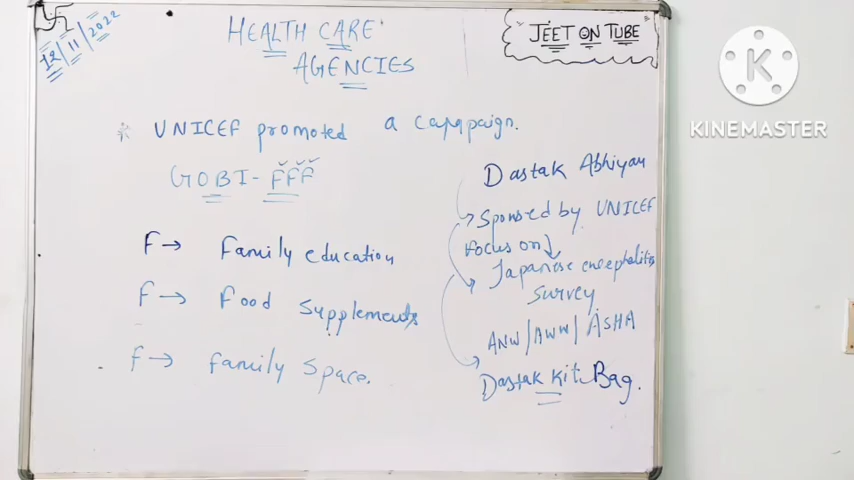 12/11/2022
HEALTH CARE
AGENCIES
JEET ON TUBE
KINEMASTER
UNICEF promoted a campaign.
GOBI-FFF
F → Family education
F → Food Supplements
F → Family Space.
Dastak Abhiyan
Sponsred by UNICEF
Focus on
Japanese encephalitis
survey
ANW/AWW/ASHA
Dastak Kit Bag.